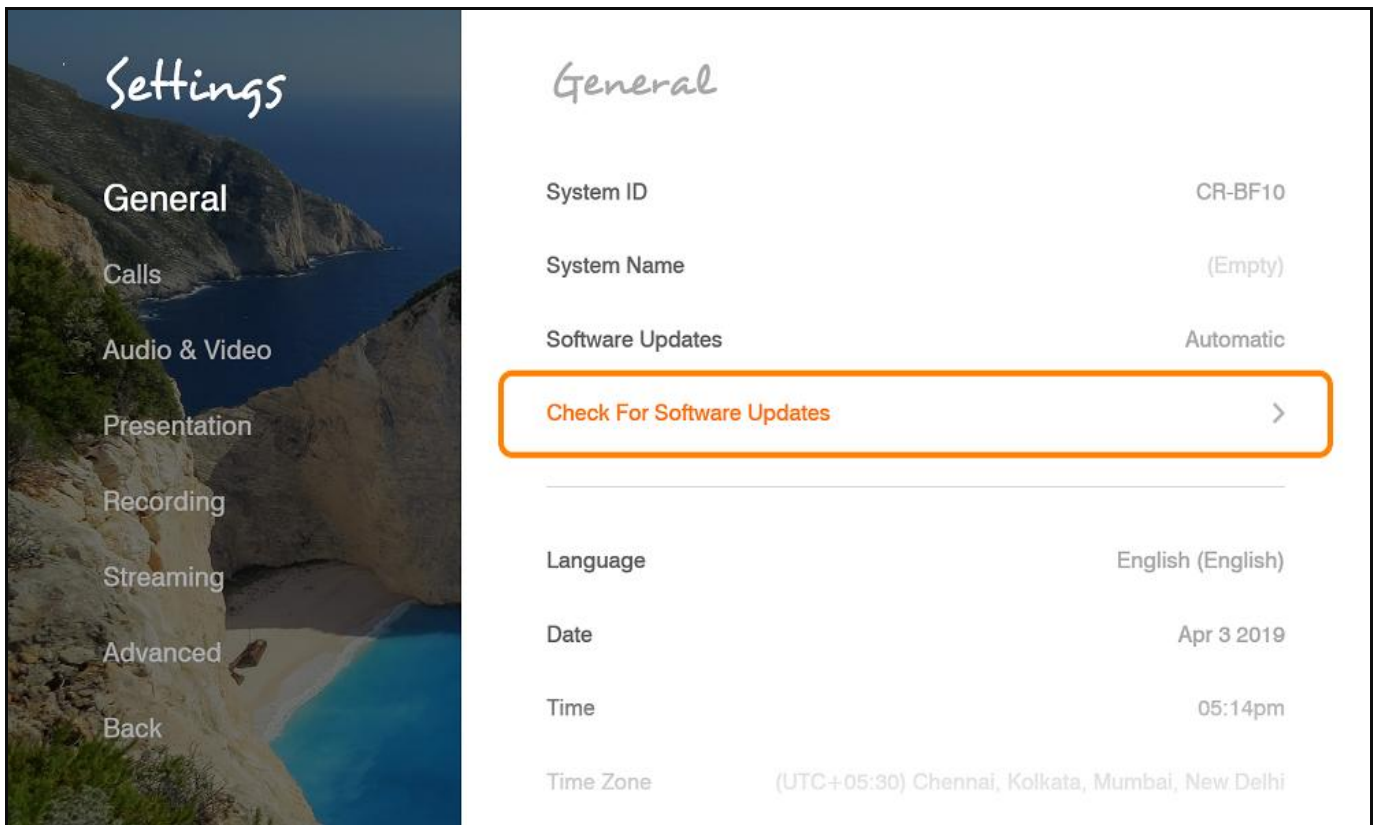 Settings
General
Calls
Audio & Video
Presentation
Recording
Streaming
Advanced
Back
General
System ID CR-BF10
System Name (Empty)
Software Updates Automatic
Check For Software Updates
Language English (English)
Date Apr 3 2019
Time 05:14pm
Time Zone (UTC+05:30) Chennai, Kolkata, Mumbai, New Delhi